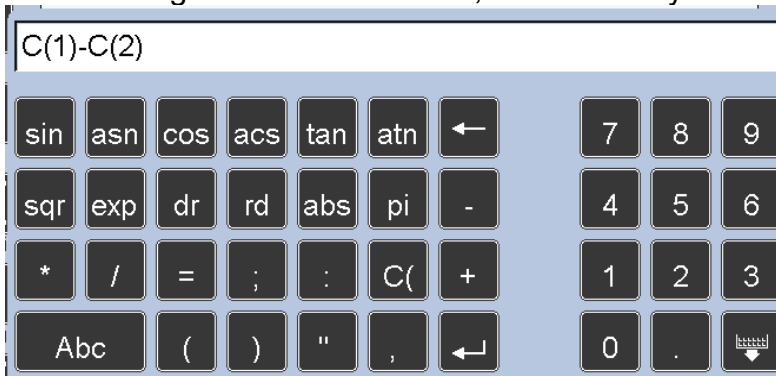 C(1)-C(2)
sin asn cos acs tan atn ← 7 8 9
sqr exp dr rd abs pi - 4 5 6
* / = ; : C( + 1 2 3
Abc ( ) " , ↵ 0 .